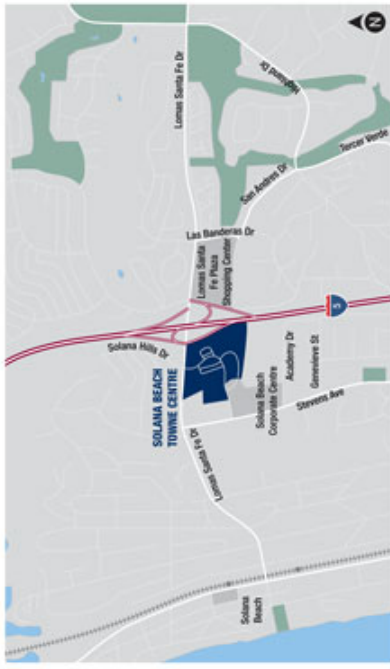 N
Lomas Santa Fe Dr
Highland Dr
Tercer Verde
San Andres Dr
Las Banderas Dr
Lomas Santa
Fe Plaza
Shopping Center
5
Solana Hills Dr
SOLANA BEACH
TOWNE CENTRE
Academy Dr
Genevieve St
Solana Beach
Corporate Centre
Stevens Ave
Lomas Santa Fe Dr
Solana
Beach